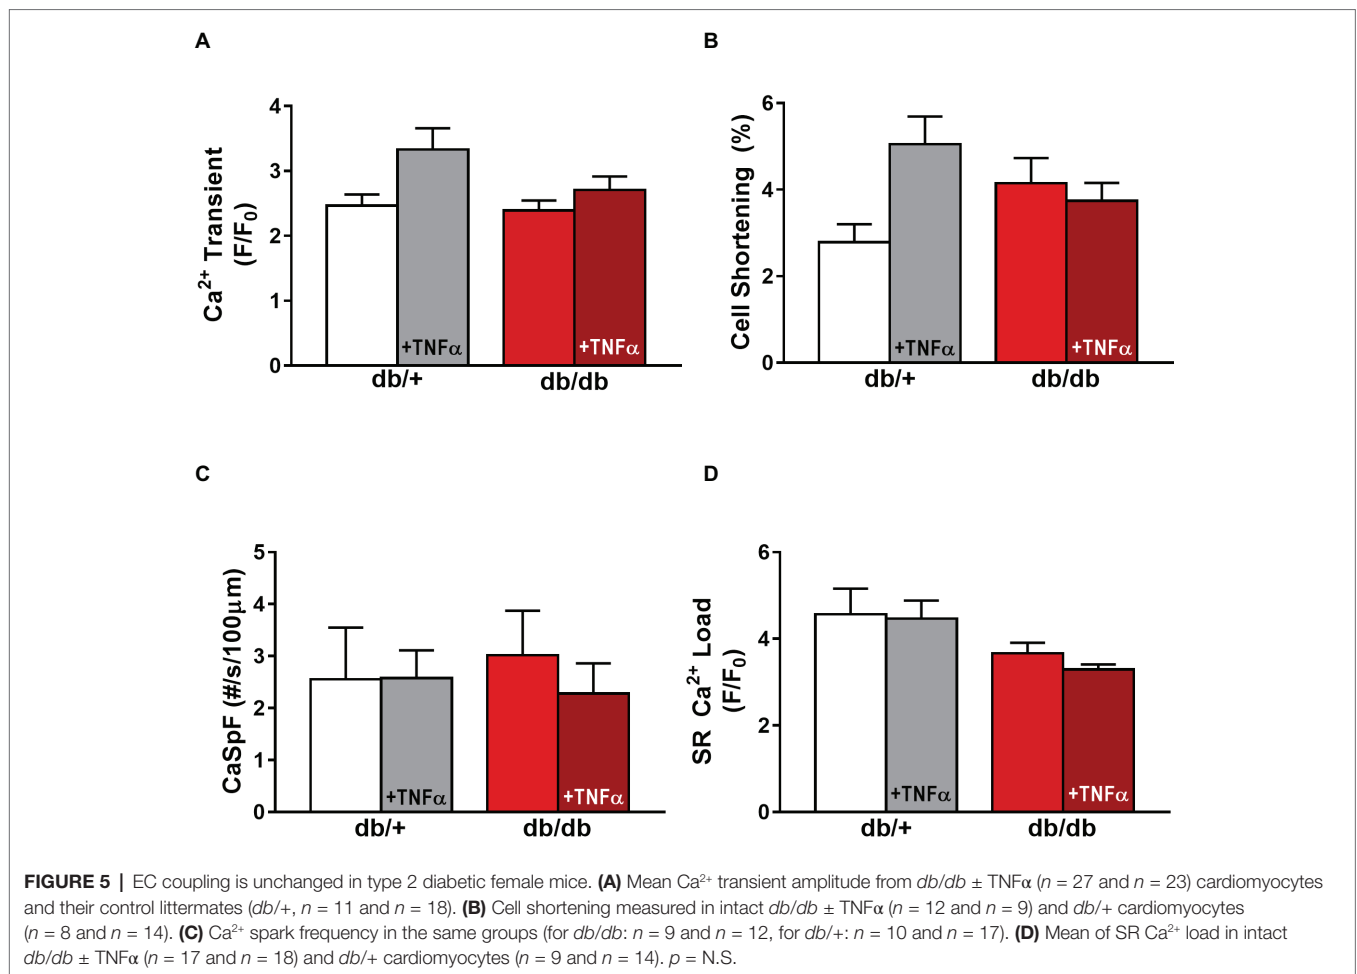 A
B
4
3
2
1
0
Ca²⁺ Transient
(F/F₀)
+TNFα
+TNFα
db/+
db/db
6
4
2
0
Cell Shortening (%)
+TNFα
+TNFα
db/+
db/db
C
D
5
4
3
2
1
0
CaSpF (#/s/100μm)
+TNFα
+TNFα
db/+
db/db
6
4
2
0
SR Ca²⁺ Load
(F/F₀)
+TNFα
+TNFα
db/+
db/db
FIGURE 5 | EC coupling is unchanged in type 2 diabetic female mice. (A) Mean Ca²⁺ transient amplitude from db/db ± TNFα (n = 27 and n = 23) cardiomyocytes
and their control littermates (db/+, n = 11 and n = 18). (B) Cell shortening measured in intact db/db ± TNFα (n = 12 and n = 9) and db/+ cardiomyocytes
(n = 8 and n = 14). (C) Ca²⁺ spark frequency in the same groups (for db/db: n = 9 and n = 12, for db/+: n = 10 and n = 17). (D) Mean of SR Ca²⁺ load in intact
db/db ± TNFα (n = 17 and n = 18) and db/+ cardiomyocytes (n = 9 and n = 14). p = N.S.